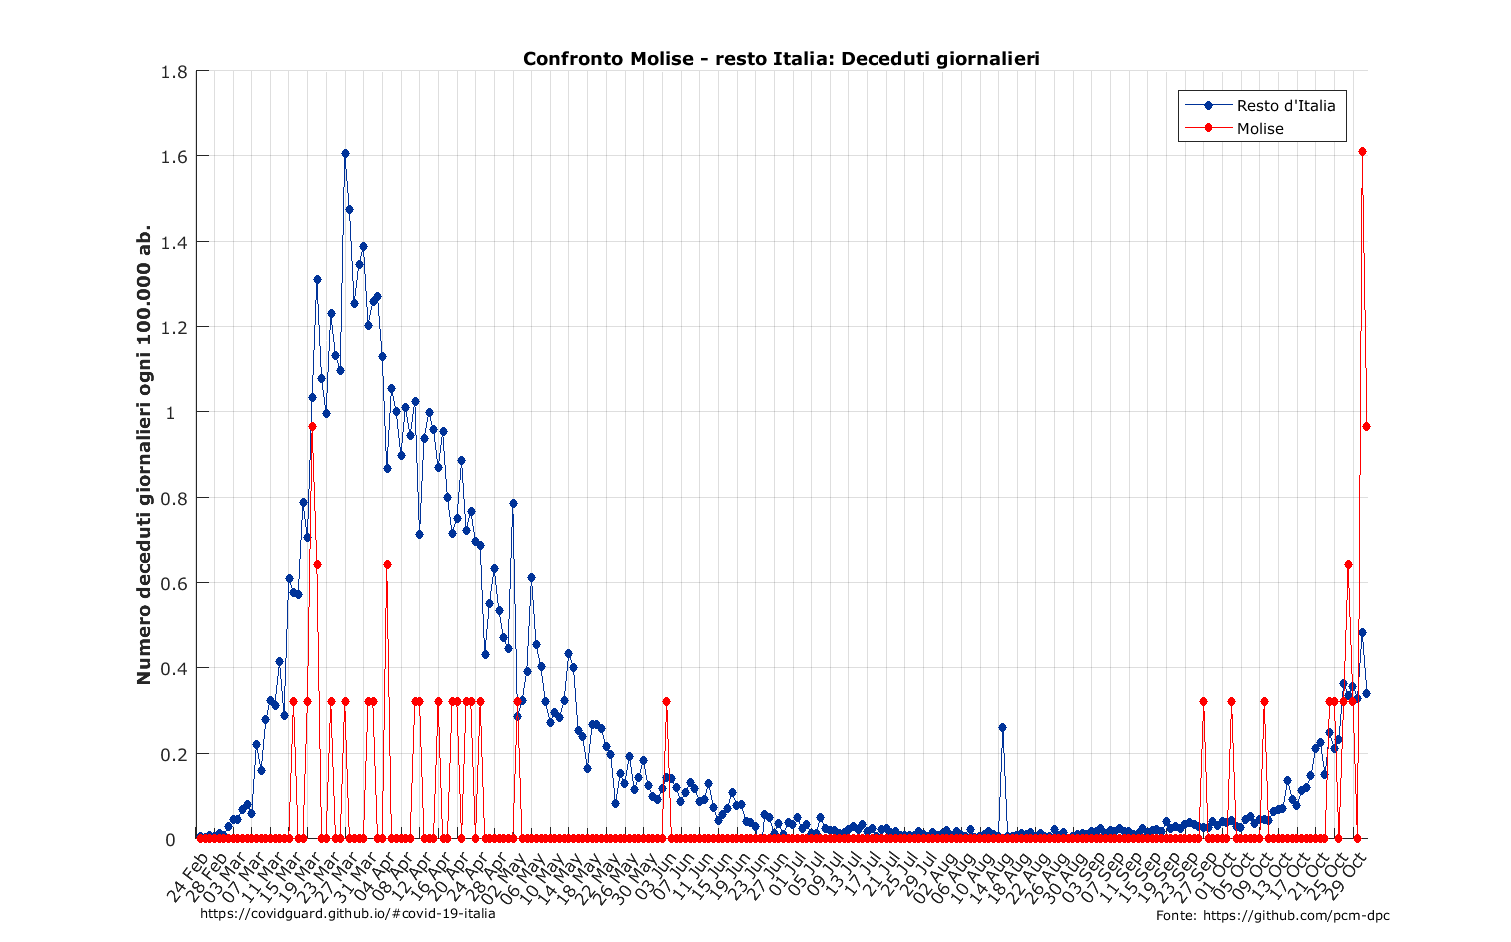 Confronto Molise - resto Italia: Deceduti giornalieri
Resto d'Italia
Molise
Numero deceduti giornalieri ogni 100.000 ab.
1.8
1.6
1.4
1.2
1
0.8
0.6
0.4
0.2
0
24 Feb
28 Feb
03 Mar
07 Mar
11 Mar
15 Mar
19 Mar
23 Mar
27 Mar
31 Mar
04 Apr
08 Apr
12 Apr
16 Apr
20 Apr
24 Apr
28 Apr
02 May
06 May
10 May
14 May
18 May
22 May
26 May
30 May
03 Jun
07 Jun
11 Jun
15 Jun
19 Jun
23 Jun
27 Jun
01 Jul
05 Jul
09 Jul
13 Jul
17 Jul
21 Jul
25 Jul
29 Jul
02 Aug
06 Aug
10 Aug
14 Aug
18 Aug
22 Aug
26 Aug
30 Aug
03 Sep
07 Sep
11 Sep
15 Sep
19 Sep
23 Sep
27 Sep
01 Oct
05 Oct
09 Oct
13 Oct
17 Oct
21 Oct
25 Oct
29 Oct
https://covidguard.github.io/#covid-19-italia
Fonte: https://github.com/pcm-dpc